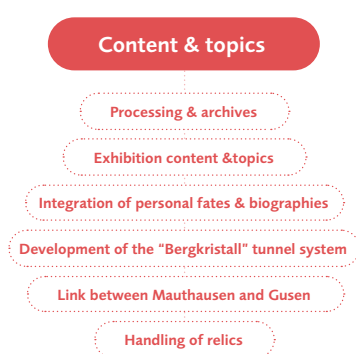 Content & topics
Processing & archives
Exhibition content &topics
Integration of personal fates & biographies
Development of the "Bergkristall" tunnel system
Link between Mauthausen and Gusen
Handling of relics